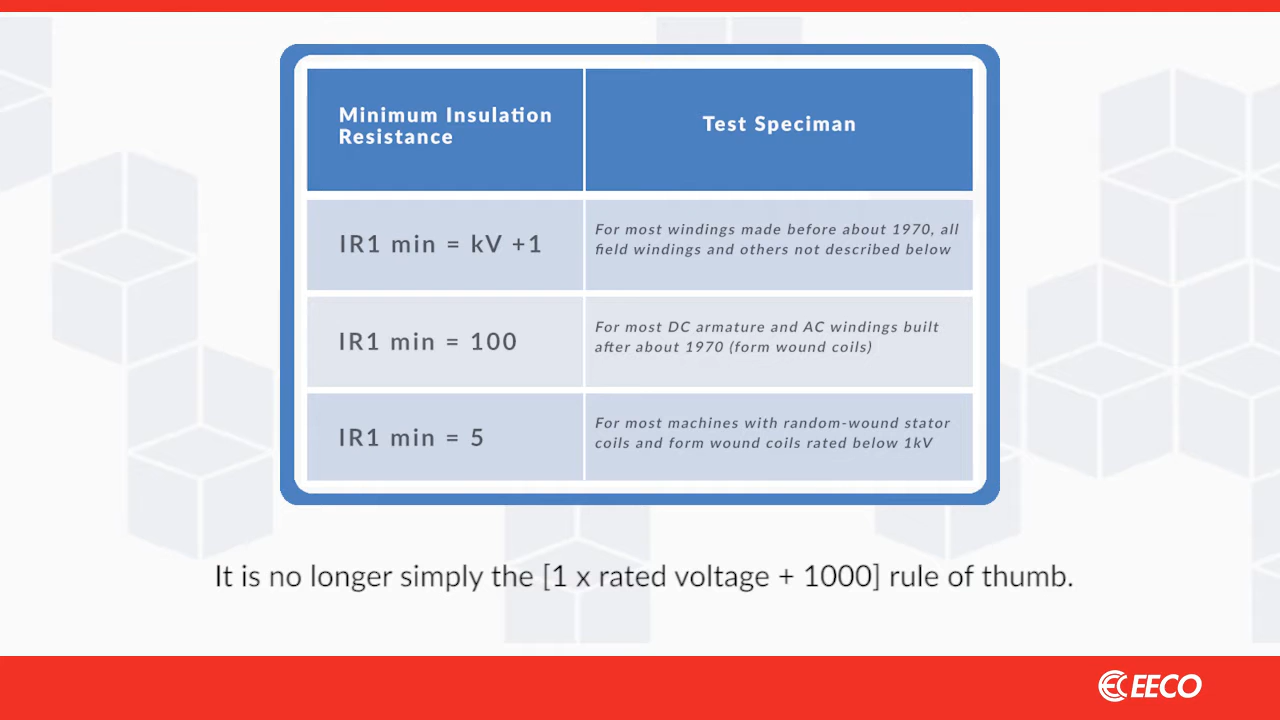 Minimum Insulation
Resistance
Test Speciman
IR1 min = kV +1
For most windings made before about 1970, all
field windings and others not described below
IR1 min = 100
For most DC armature and AC windings built
after about 1970 (form wound coils)
IR1 min = 5
For most machines with random-wound stator
coils and form wound coils rated below 1kV
It is no longer simply the [1 x rated voltage + 1000] rule of thumb.
EECO